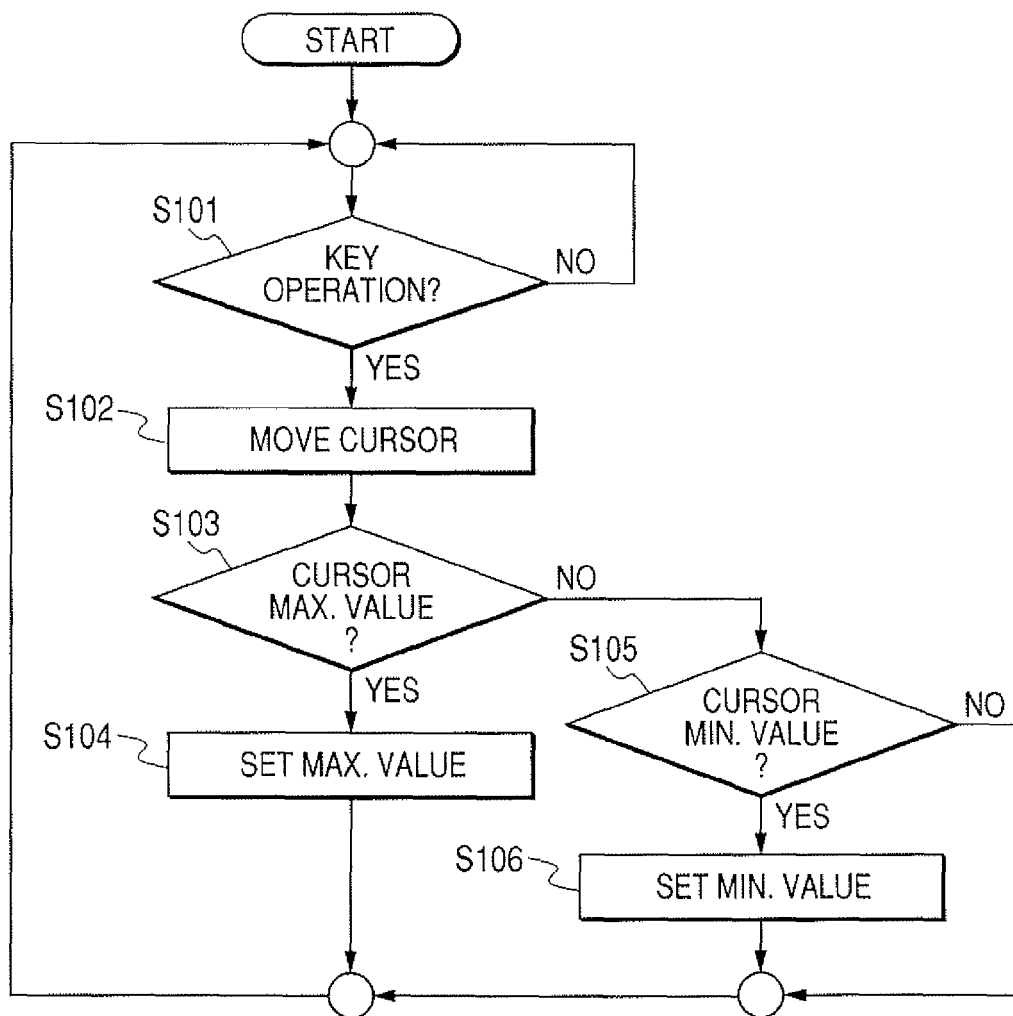 START
S101
KEY
OPERATION?
NO
YES
S102
MOVE CURSOR
S103
CURSOR
MAX. VALUE
?
NO
YES
S105
CURSOR
MIN. VALUE
?
NO
S104
SET MAX. VALUE
YES
S106
SET MIN. VALUE